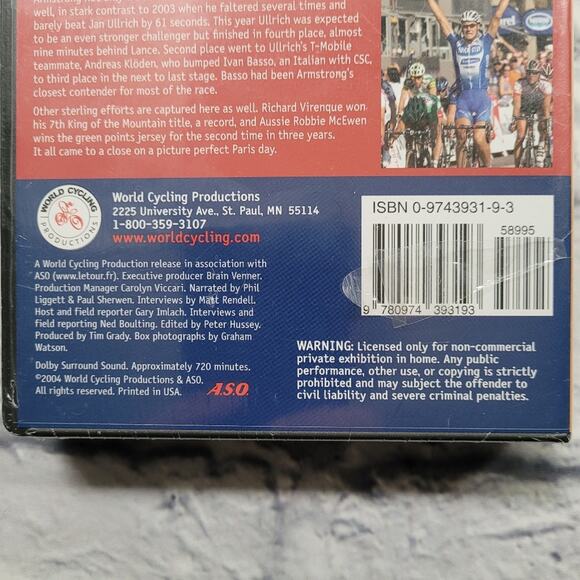 well, in stark contrast to 2003 when he faltered several times and
barely beat Jan Ullrich by 61 seconds. This year Ullrich was expected
to be an even stronger challenger but finished in fourth place, almost
nine minutes behind Lance. Second place went to Ullrich's T-Mobile
teammate, Andreas Klöden, who bumped Ivan Basso, an Italian with CSC,
to third place in the next to last stage. Basso had been Armstrong's
closest contender for most of the race.
Other sterling efforts are captured here as well. Richard Virenque won
his 7th King of the Mountain title, a record, and Aussie Robbie McEwen
wins the green points jersey for the second time in three years.
It all came to a close on a picture perfect Paris day.
WORLD CYCLING
PRODUCTIONS
World Cycling Productions
2225 University Ave., St. Paul, MN 55114
1-800-359-3107
www.worldcycling.com
A World Cycling Production release in association with
ASO (www.letour.fr). Executive producer Brain Venner.
Production Manager Carolyn Viccari. Narrated by Phil
Liggett & Paul Sherwen. Interviews by Matt Rendell.
Host and field reporter Gary Imlach. Interviews and
field reporting Ned Boulting. Edited by Peter Hussey.
Produced by Tim Grady. Box photographs by Graham
Watson.
Dolby Surround Sound. Approximately 720 minutes.
©2004 World Cycling Productions & ASO.
All rights reserved. Printed in USA.
A.S.O.
ISBN 0-9743931-9-3
58995
9 780974 393193
WARNING: Licensed only for non-commercial
private exhibition in home. Any public
performance, other use, or copying is strictly
prohibited and may subject the offender to
civil liability and severe criminal penalties.